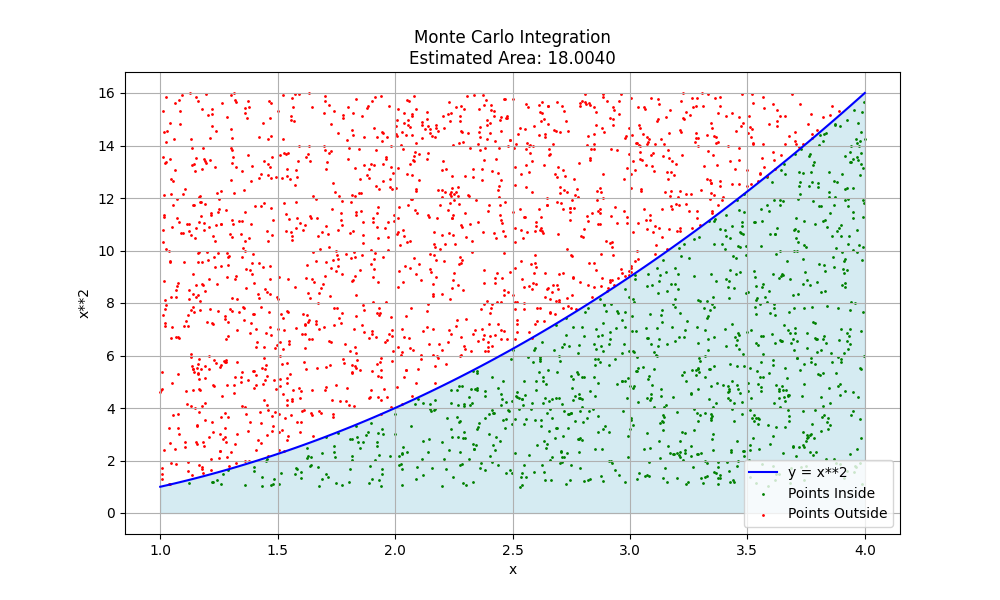 Monte Carlo Integration
Estimated Area: 18.0040
16
14
12
10
8
6
4
2
0
x**2
1.0 1.5 2.0 2.5 3.0 3.5 4.0
x
y = x**2
Points Inside
Points Outside